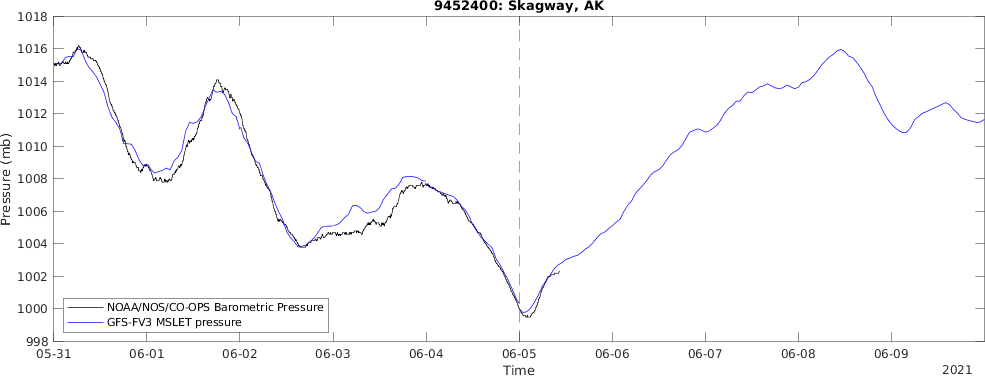 9452400: Skagway, AK
1018
1016
1014
1012
1010
1008
1006
1004
1002
1000
998
Pressure (mb)
NOAA/NOS/CO-OPS Barometric Pressure
GFS-FV3 MSLET pressure
05-31 06-01 06-02 06-03 06-04 06-05 06-06 06-07 06-08 06-09
Time
2021